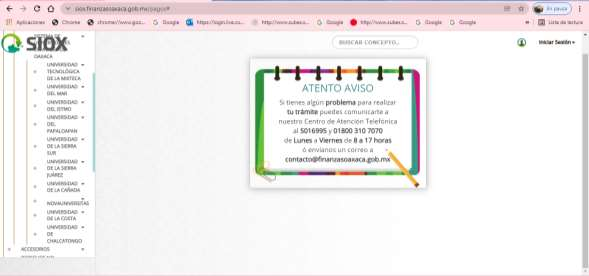 siox.finanzasoaxaca.gob.mx/pagos#
En pausa
Aplicaciones
Chrome
Google
https://login.live.co...
http://www.subes.u...
Google
http://www.subes.u...
Google
Google
Lista de lectura
SIOX
BUSCAR CONCEPTO...
Iniciar Sesión
SISTEMA DE
OAXACA
UNIVERSIDAD
TECNOLÓGICA
DE LA MIXTECA
UNIVERSIDAD
DEL MAR
UNIVERSIDAD
DEL ISTMO
UNIVERSIDAD
DEL
PAPALOAPAN
UNIVERSIDAD
DE LA SIERRA
SUR
UNIVERSIDAD
DE LA SIERRA
JUÁREZ
UNIVERSIDAD
DE LA CAÑADA
NOVAUNIVERSITAS
UNIVERSIDAD
DE LA COSTA
UNIVERSIDAD
DE
CHALCATONGO
ACCESORIOS
ATENTO AVISO
Si tienes algún problema para realizar
tu trámite puedes comunicarte a
nuestro Centro de Atención Telefónica
al 5016995 y 01800 310 7070
de Lunes a Viernes de 8 a 17 horas
ó envíanos un correo a
contacto@finanzasoaxaca.gob.mx